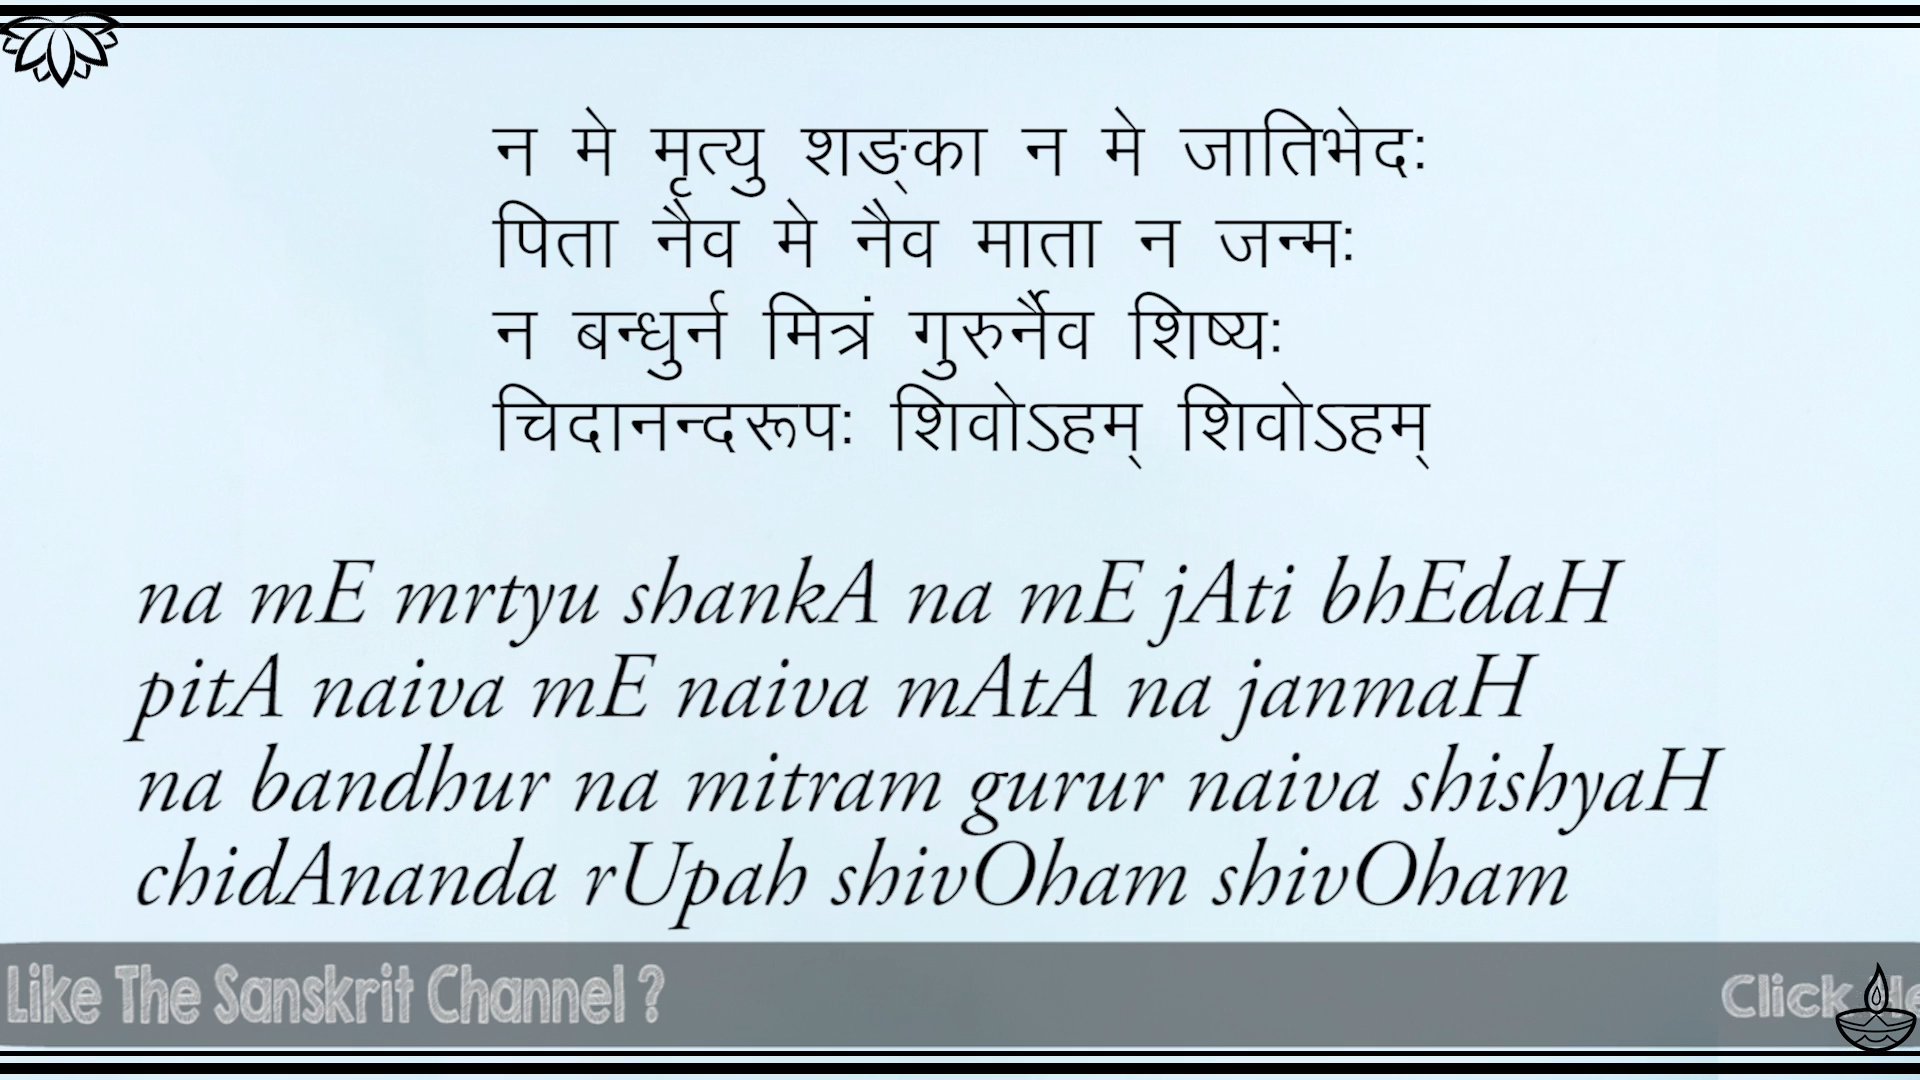 न मे मृत्यु शङ्का न मे जातिभेदः
पिता नैव मे नैव माता न जन्मः
न बन्धुर्न मित्रं गुरुर्नैव शिष्यः
चिदानन्दरूपः शिवोऽहम् शिवोऽहम्
na mE mrtyu shankA na mE jAti bhEdaH
pitA naiva mE naiva mAtA na janmaH
na bandhur na mitram gurur naiva shishyaH
chidAnanda rUpah shivOham shivOham
Like The Sanskrit Channel ? Click